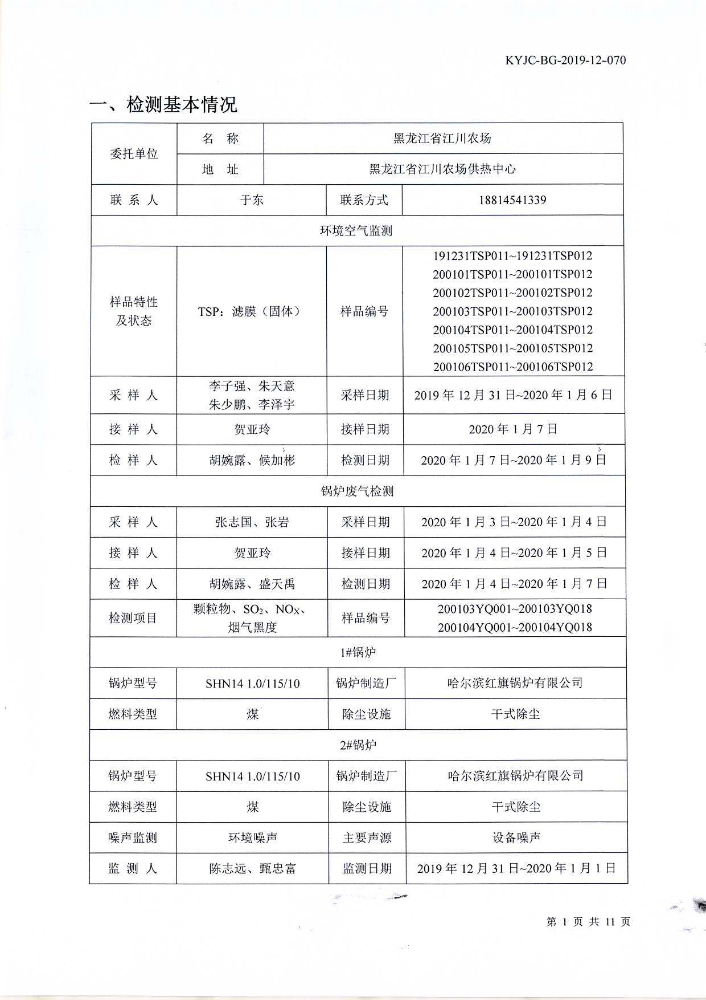 KYJC-BG-2019-12-070
一、检测基本情况
委托单位
名 称
黑龙江省江川农场
地 址
黑龙江省江川农场供热中心
联 系 人
于东
联系方式
18814541339
环境空气监测
样品特性
及状态
TSP：滤膜（固体）
样品编号
191231TSP011~191231TSP012
200101TSP011~200101TSP012
200102TSP011~200102TSP012
200103TSP011~200103TSP012
200104TSP011~200104TSP012
200105TSP011~200105TSP012
200106TSP011~200106TSP012
采 样 人
李子强、朱天意
朱少鹏、李泽宇
采样日期
2019 年 12 月 31 日~2020 年 1 月 6 日
接 样 人
贺亚玲
接样日期
2020 年 1 月 7 日
检 样 人
胡婉露、候加彬
检测日期
2020 年 1 月 7 日~2020 年 1 月 9 日
锅炉废气检测
采 样 人
张志国、张岩
采样日期
2020 年 1 月 3 日~2020 年 1 月 4 日
接 样 人
贺亚玲
接样日期
2020 年 1 月 4 日~2020 年 1 月 5 日
检 样 人
胡婉露、盛天禹
检测日期
2020 年 1 月 4 日~2020 年 1 月 7 日
检测项目
颗粒物、SO₂、NOX、
烟气黑度
样品编号
200103YQ001~200103YQ018
200104YQ001~200104YQ018
1#锅炉
锅炉型号
SHN14 1.0/115/10
锅炉制造厂
哈尔滨红旗锅炉有限公司
燃料类型
煤
除尘设施
干式除尘
2#锅炉
锅炉型号
SHN14 1.0/115/10
锅炉制造厂
哈尔滨红旗锅炉有限公司
燃料类型
煤
除尘设施
干式除尘
噪声监测
环境噪声
主要声源
设备噪声
监 测 人
陈志远、甄忠富
监测日期
2019 年 12 月 31 日~2020 年 1 月 1 日
第 1 页 共 11 页